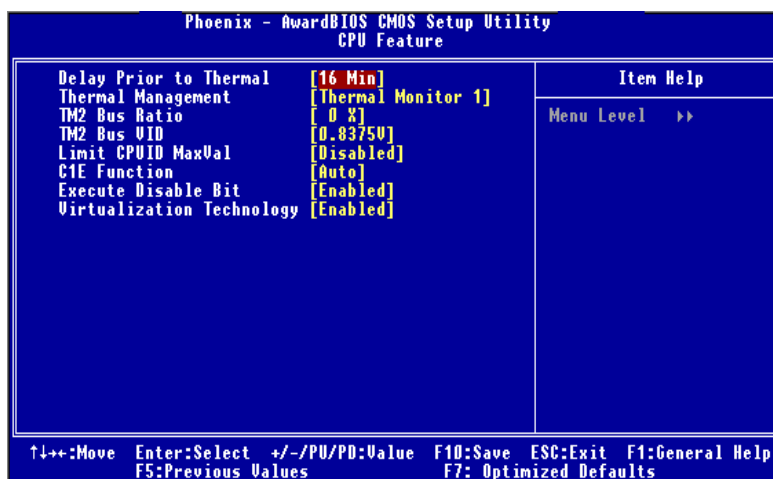 Phoenix - AwardBIOS CMOS Setup Utility
CPU Feature
Delay Prior to Thermal [16 Min]
Thermal Management [Thermal Monitor 1]
TM2 Bus Ratio [ 0 X]
TM2 Bus VID [0.8375V]
Limit CPUID MaxVal [Disabled]
C1E Function [Auto]
Execute Disable Bit [Enabled]
Virtualization Technology [Enabled]
Item Help
Menu Level ▸▸
↑↓→←:Move Enter:Select +/-/PU/PD:Value F10:Save ESC:Exit F1:General Help
F5:Previous Values F7: Optimized Defaults